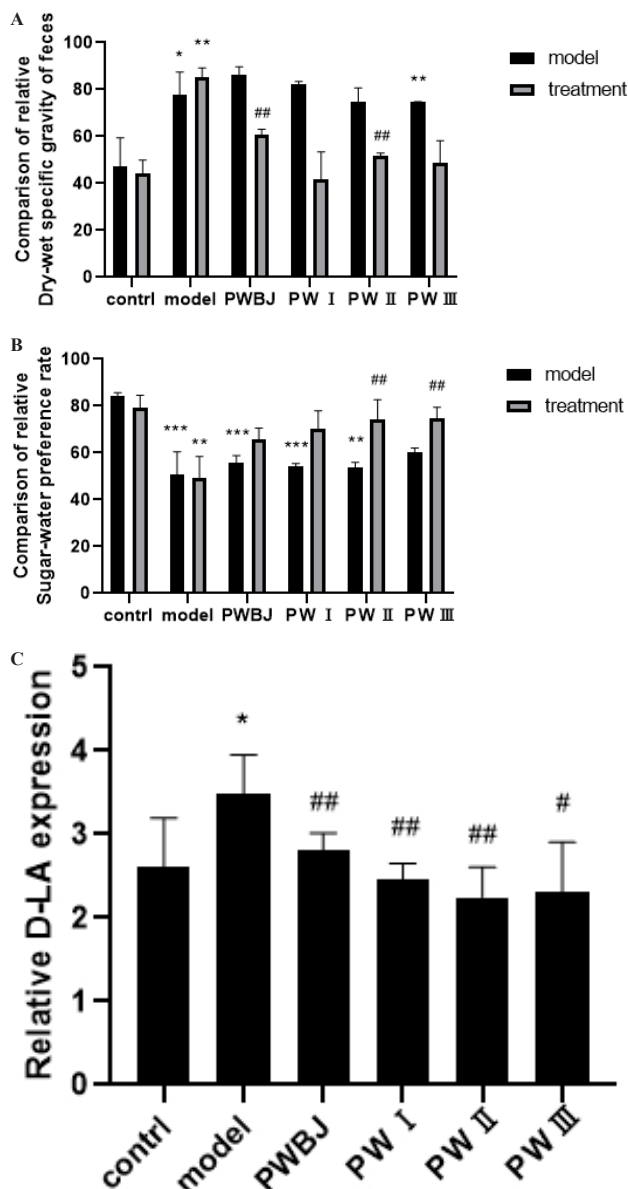 A
Comparison of relative
Dry-wet specific gravity of feces
100
80
60
40
20
0
* ** ## ## **
contrl model PWBJ PW Ⅰ PW Ⅱ PW Ⅲ
model
treatment
B
Comparison of relative
Sugar-water preference rate
100
80
60
40
20
0
*** ** *** *** ** ## ##
contrl model PWBJ PW Ⅰ PW Ⅱ PW Ⅲ
model
treatment
C
Relative D-LA expression
5
4
3
2
1
0
* ## ## ## #
contrl model PWBJ PW Ⅰ PW Ⅱ PW Ⅲ